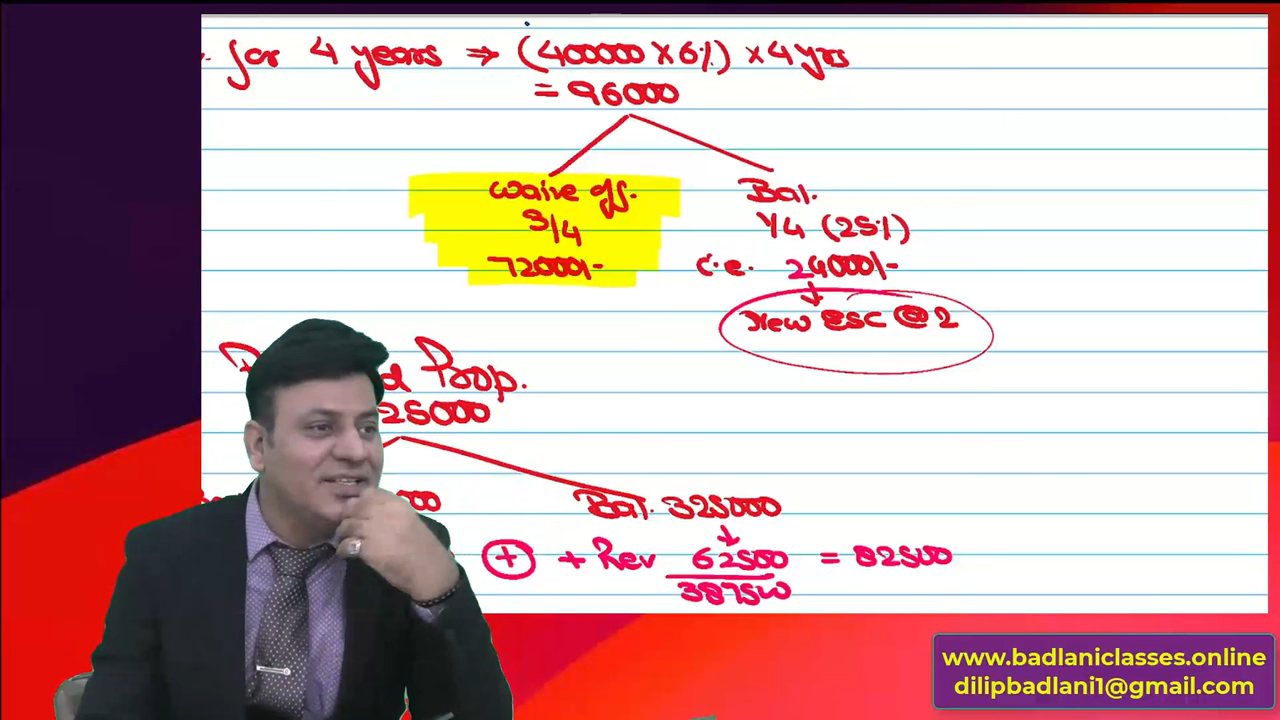 for 4 years ⇒ (400000 × 6%) × 4 yrs
= 96000
waive off.
3/4
72000/-
Bal.
1/4 (25%)
i.e. 24000/-
New ESC @ 2
Prop.
25000
Bal. 325000
+ + Rev 62500 = 82500
387500
www.badlaniclasses.online
dilipbadlani1@gmail.com